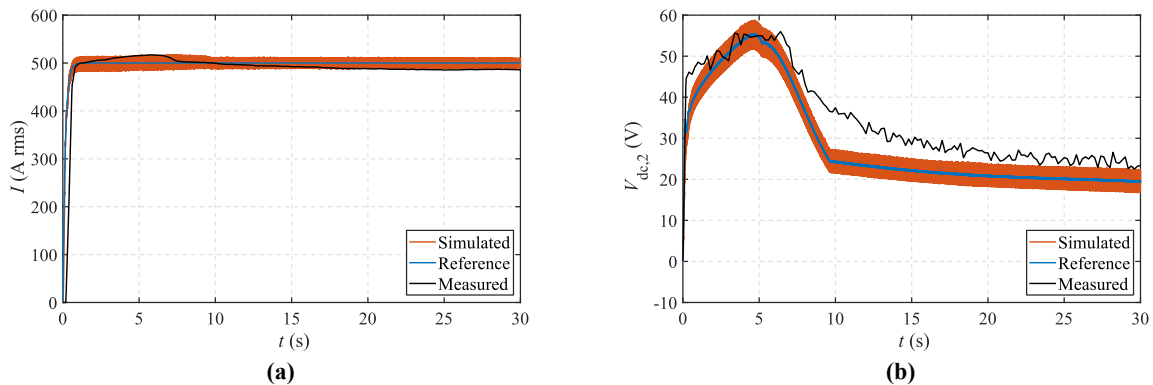 600
500
400
300
200
100
0
I (A rms)
0 5 10 15 20 25 30
t (s)
Simulated
Reference
Measured
(a)
60
50
40
30
20
10
0
-10
V_dc,2 (V)
0 5 10 15 20 25 30
t (s)
Simulated
Reference
Measured
(b)